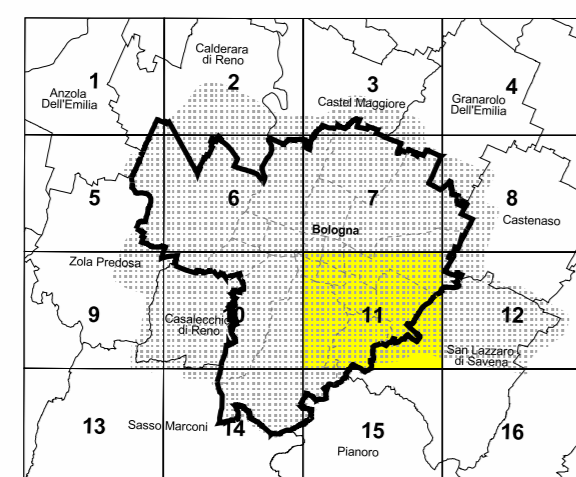 Calderara
di Reno
1
2
3
4
Anzola
Dell'Emilia
Castel Maggiore
Granarolo
Dell'Emilia
5
6
7
8
Castenaso
Bologna
Zola Predosa
9
10
11
12
Casalecchio
di Reno
San Lazzaro
di Savena
13
Sasso Marconi
14
15
16
Pianoro